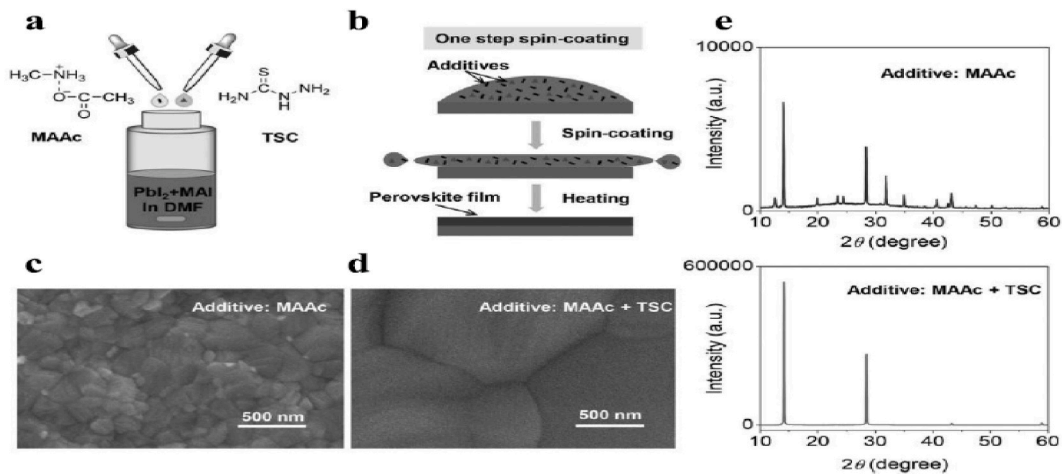 a
H₃C
NH₃
+
O
O
CH₃
MAAc
S
H₂N
N
H
NH₂
TSC
PbI₂+MAI
In DMF
b
One step spin-coating
Additives
Spin-coating
Perovskite film
Heating
c
Additive: MAAc
500 nm
d
Additive: MAAc + TSC
500 nm
e
10000
Additive: MAAc
Intensity (a.u.)
0
10 20 30 40 50 60
2θ (degree)
600000
Additive: MAAc + TSC
Intensity (a.u.)
0
10 20 30 40 50 60
2θ (degree)